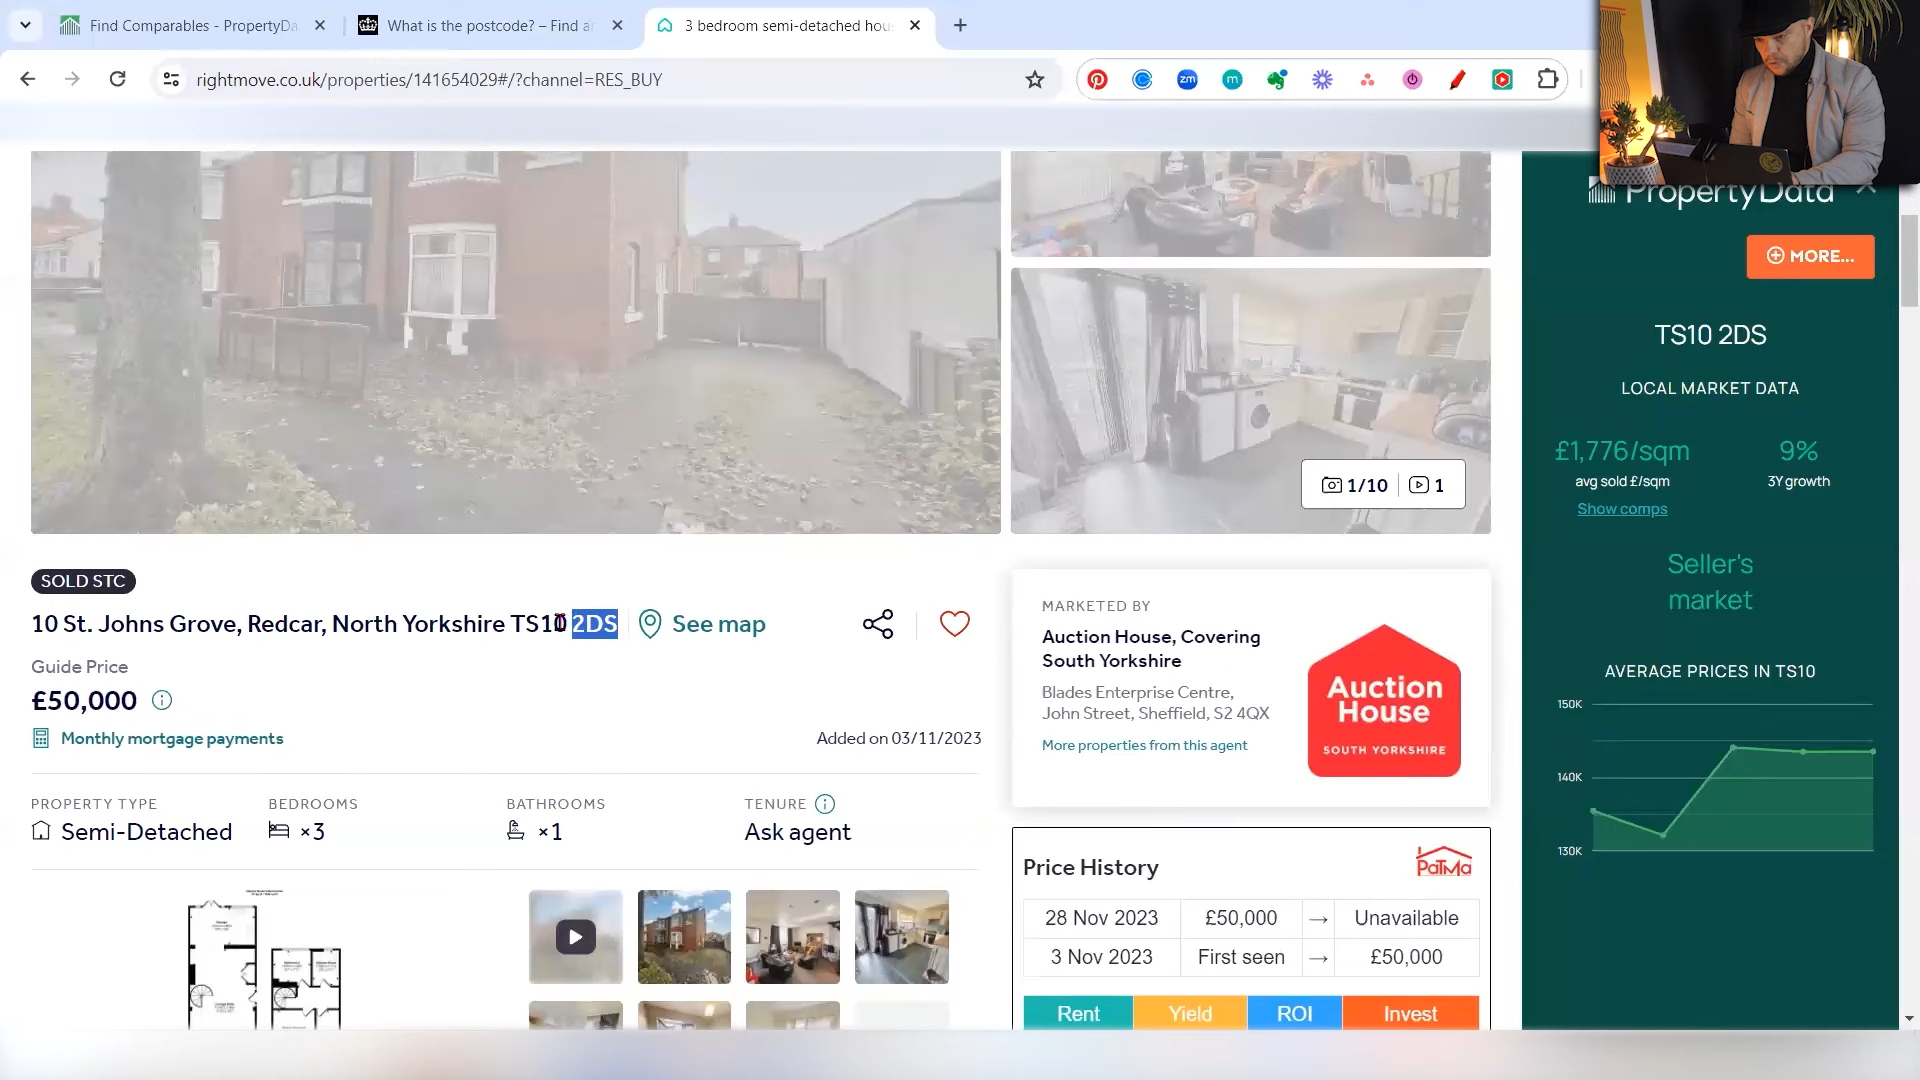 Find Comparables - PropertyDa
What is the postcode? – Find a
3 bedroom semi-detached hou
rightmove.co.uk/properties/141654029#/?channel=RES_BUY
zm
m
PropertyData
MORE...
TS10 2DS
LOCAL MARKET DATA
£1,776/sqm
9%
avg sold £/sqm
3Y growth
Show comps
Seller's
market
AVERAGE PRICES IN TS10
150K
140K
130K
1/10
1
SOLD STC
10 St. Johns Grove, Redcar, North Yorkshire TS10 2DS
See map
Guide Price
£50,000
Monthly mortgage payments
Added on 03/11/2023
PROPERTY TYPE
BEDROOMS
BATHROOMS
TENURE
Semi-Detached
×3
×1
Ask agent
MARKETED BY
Auction House, Covering
South Yorkshire
Blades Enterprise Centre,
John Street, Sheffield, S2 4QX
More properties from this agent
Auction
House
SOUTH YORKSHIRE
Price History
PaTMa
28 Nov 2023 £50,000 → Unavailable
3 Nov 2023 First seen → £50,000
Rent Yield ROI Invest